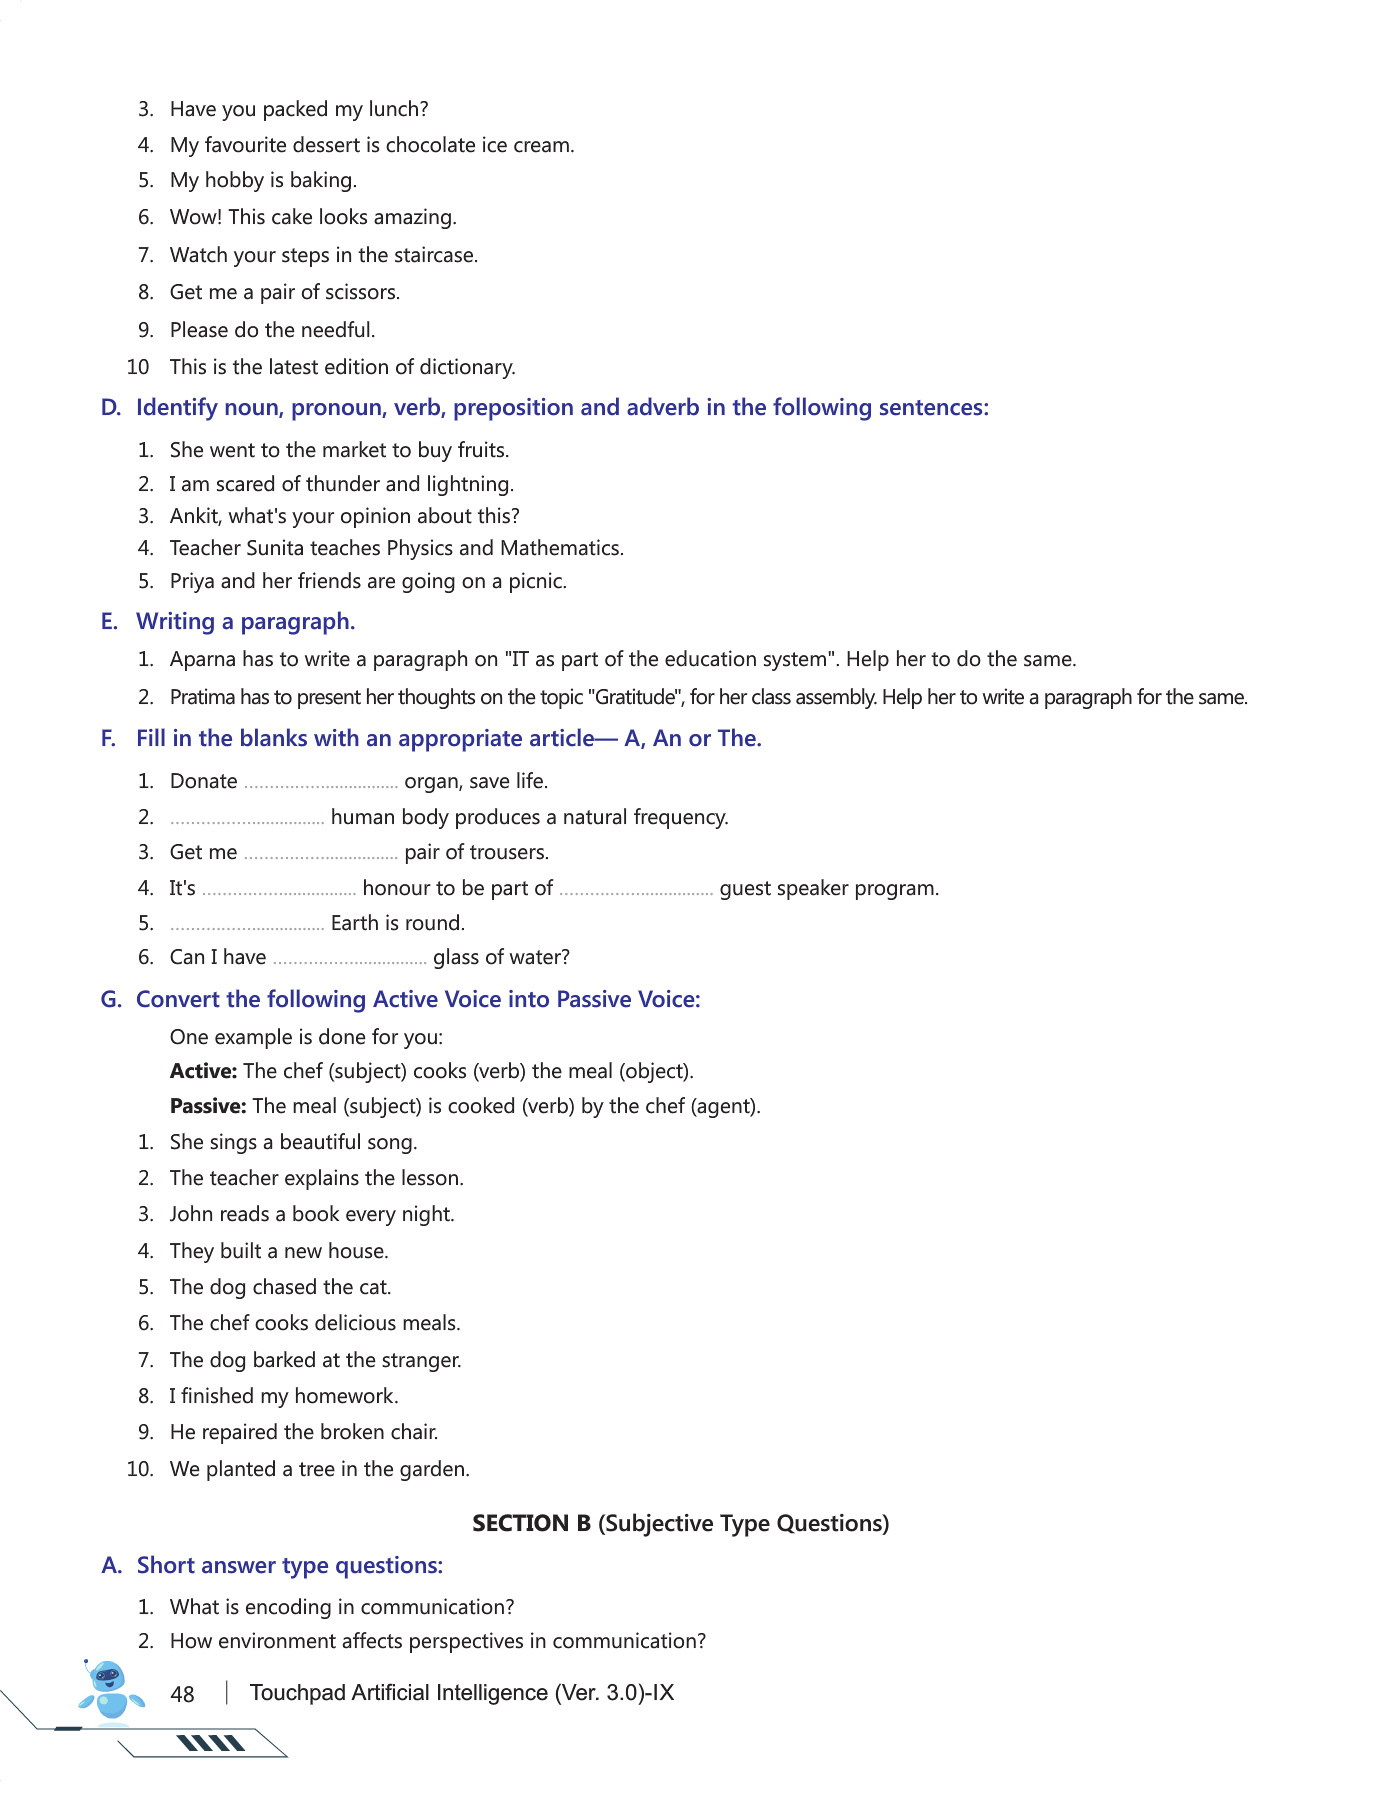 3. Have you packed my lunch?
4. My favourite dessert is chocolate ice cream.
5. My hobby is baking.
6. Wow! This cake looks amazing.
7. Watch your steps in the staircase.
8. Get me a pair of scissors.
9. Please do the needful.
10 This is the latest edition of dictionary.
D. Identify noun, pronoun, verb, preposition and adverb in the following sentences:
1. She went to the market to buy fruits.
2. I am scared of thunder and lightning.
3. Ankit, what's your opinion about this?
4. Teacher Sunita teaches Physics and Mathematics.
5. Priya and her friends are going on a picnic.
E. Writing a paragraph.
1. Aparna has to write a paragraph on "IT as part of the education system". Help her to do the same.
2. Pratima has to present her thoughts on the topic "Gratitude", for her class assembly. Help her to write a paragraph for the same.
F. Fill in the blanks with an appropriate article— A, An or The.
1. Donate ................................ organ, save life.
2. ................................ human body produces a natural frequency.
3. Get me ................................ pair of trousers.
4. It's ................................ honour to be part of ................................ guest speaker program.
5. ................................ Earth is round.
6. Can I have ................................ glass of water?
G. Convert the following Active Voice into Passive Voice:
One example is done for you:
Active: The chef (subject) cooks (verb) the meal (object).
Passive: The meal (subject) is cooked (verb) by the chef (agent).
1. She sings a beautiful song.
2. The teacher explains the lesson.
3. John reads a book every night.
4. They built a new house.
5. The dog chased the cat.
6. The chef cooks delicious meals.
7. The dog barked at the stranger.
8. I finished my homework.
9. He repaired the broken chair.
10. We planted a tree in the garden.
SECTION B (Subjective Type Questions)
A. Short answer type questions:
1. What is encoding in communication?
2. How environment affects perspectives in communication?
48 | Touchpad Artificial Intelligence (Ver. 3.0)-IX